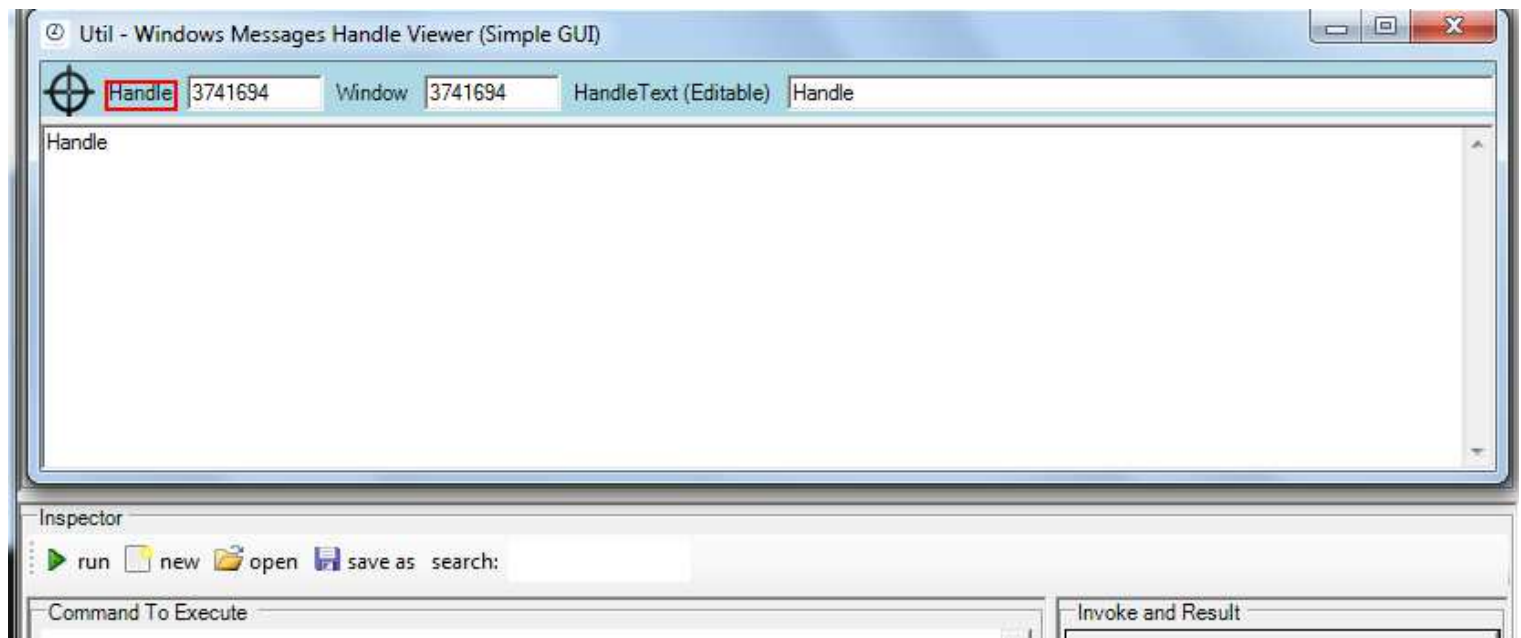 Util - Windows Messages Handle Viewer (Simple GUI)
Handle 3741694 Window 3741694 HandleText (Editable) Handle
Handle
Inspector
run new open save as search:
Command To Execute Invoke and Result